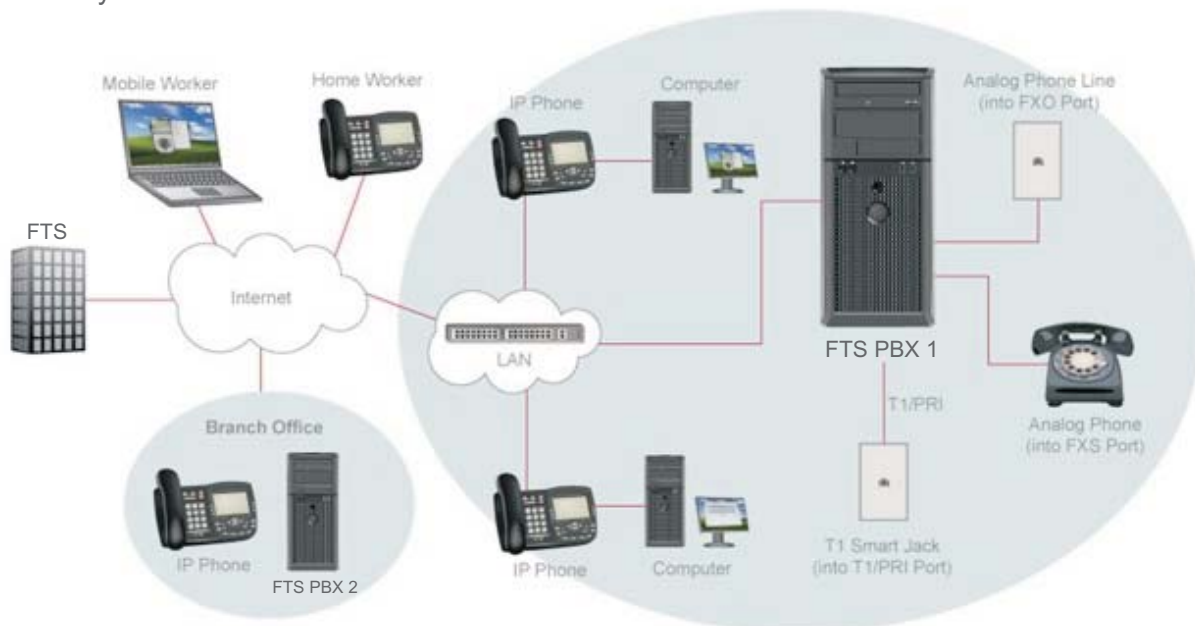 Mobile Worker
Home Worker
FTS
Internet
Branch Office
IP Phone
FTS PBX 2
IP Phone
Computer
LAN
IP Phone
Computer
FTS PBX 1
T1/PRI
Analog Phone Line
(into FXO Port)
Analog Phone
(into FXS Port)
T1 Smart Jack
(into T1/PRI Port)